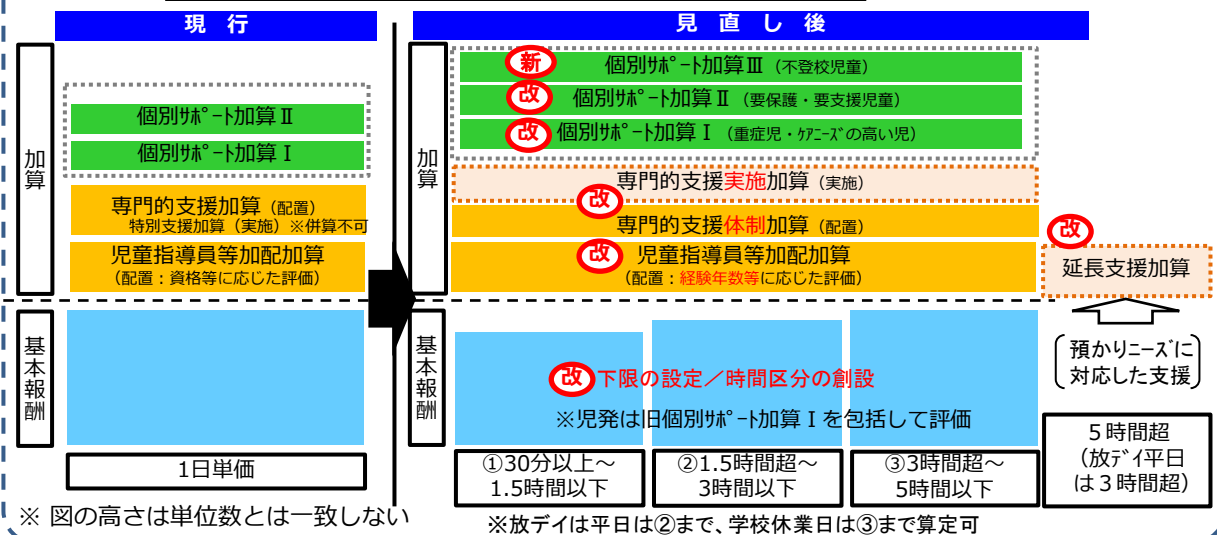 現 行
加算
個別ｻﾎﾟｰﾄ加算Ⅱ
個別ｻﾎﾟｰﾄ加算Ⅰ
専門的支援加算（配置）
特別支援加算（実施）※併算不可
児童指導員等加配加算
（配置：資格等に応じた評価）
基本報酬
1日単価
※ 図の高さは単位数とは一致しない
見 直 し 後
加算
新 個別ｻﾎﾟｰﾄ加算Ⅲ（不登校児童）
改 個別ｻﾎﾟｰﾄ加算Ⅱ（要保護・要支援児童）
改 個別ｻﾎﾟｰﾄ加算Ⅰ（重症児・ｹｱﾆｰｽﾞの高い児）
専門的支援実施加算（実施）
改
専門的支援体制加算（配置）
改 児童指導員等加配加算
（配置：経験年数等に応じた評価）
改
延長支援加算
預かりﾆｰｽﾞに
対応した支援
基本報酬
改 下限の設定／時間区分の創設
※児発は旧個別ｻﾎﾟｰﾄ加算Ⅰを包括して評価
①30分以上～
1.5時間以下
②1.5時間超～
3時間以下
③3時間超～
5時間以下
５時間超
（放ﾃﾞｲ平日
は３時間超）
※放デイは平日は②まで、学校休業日は③まで算定可